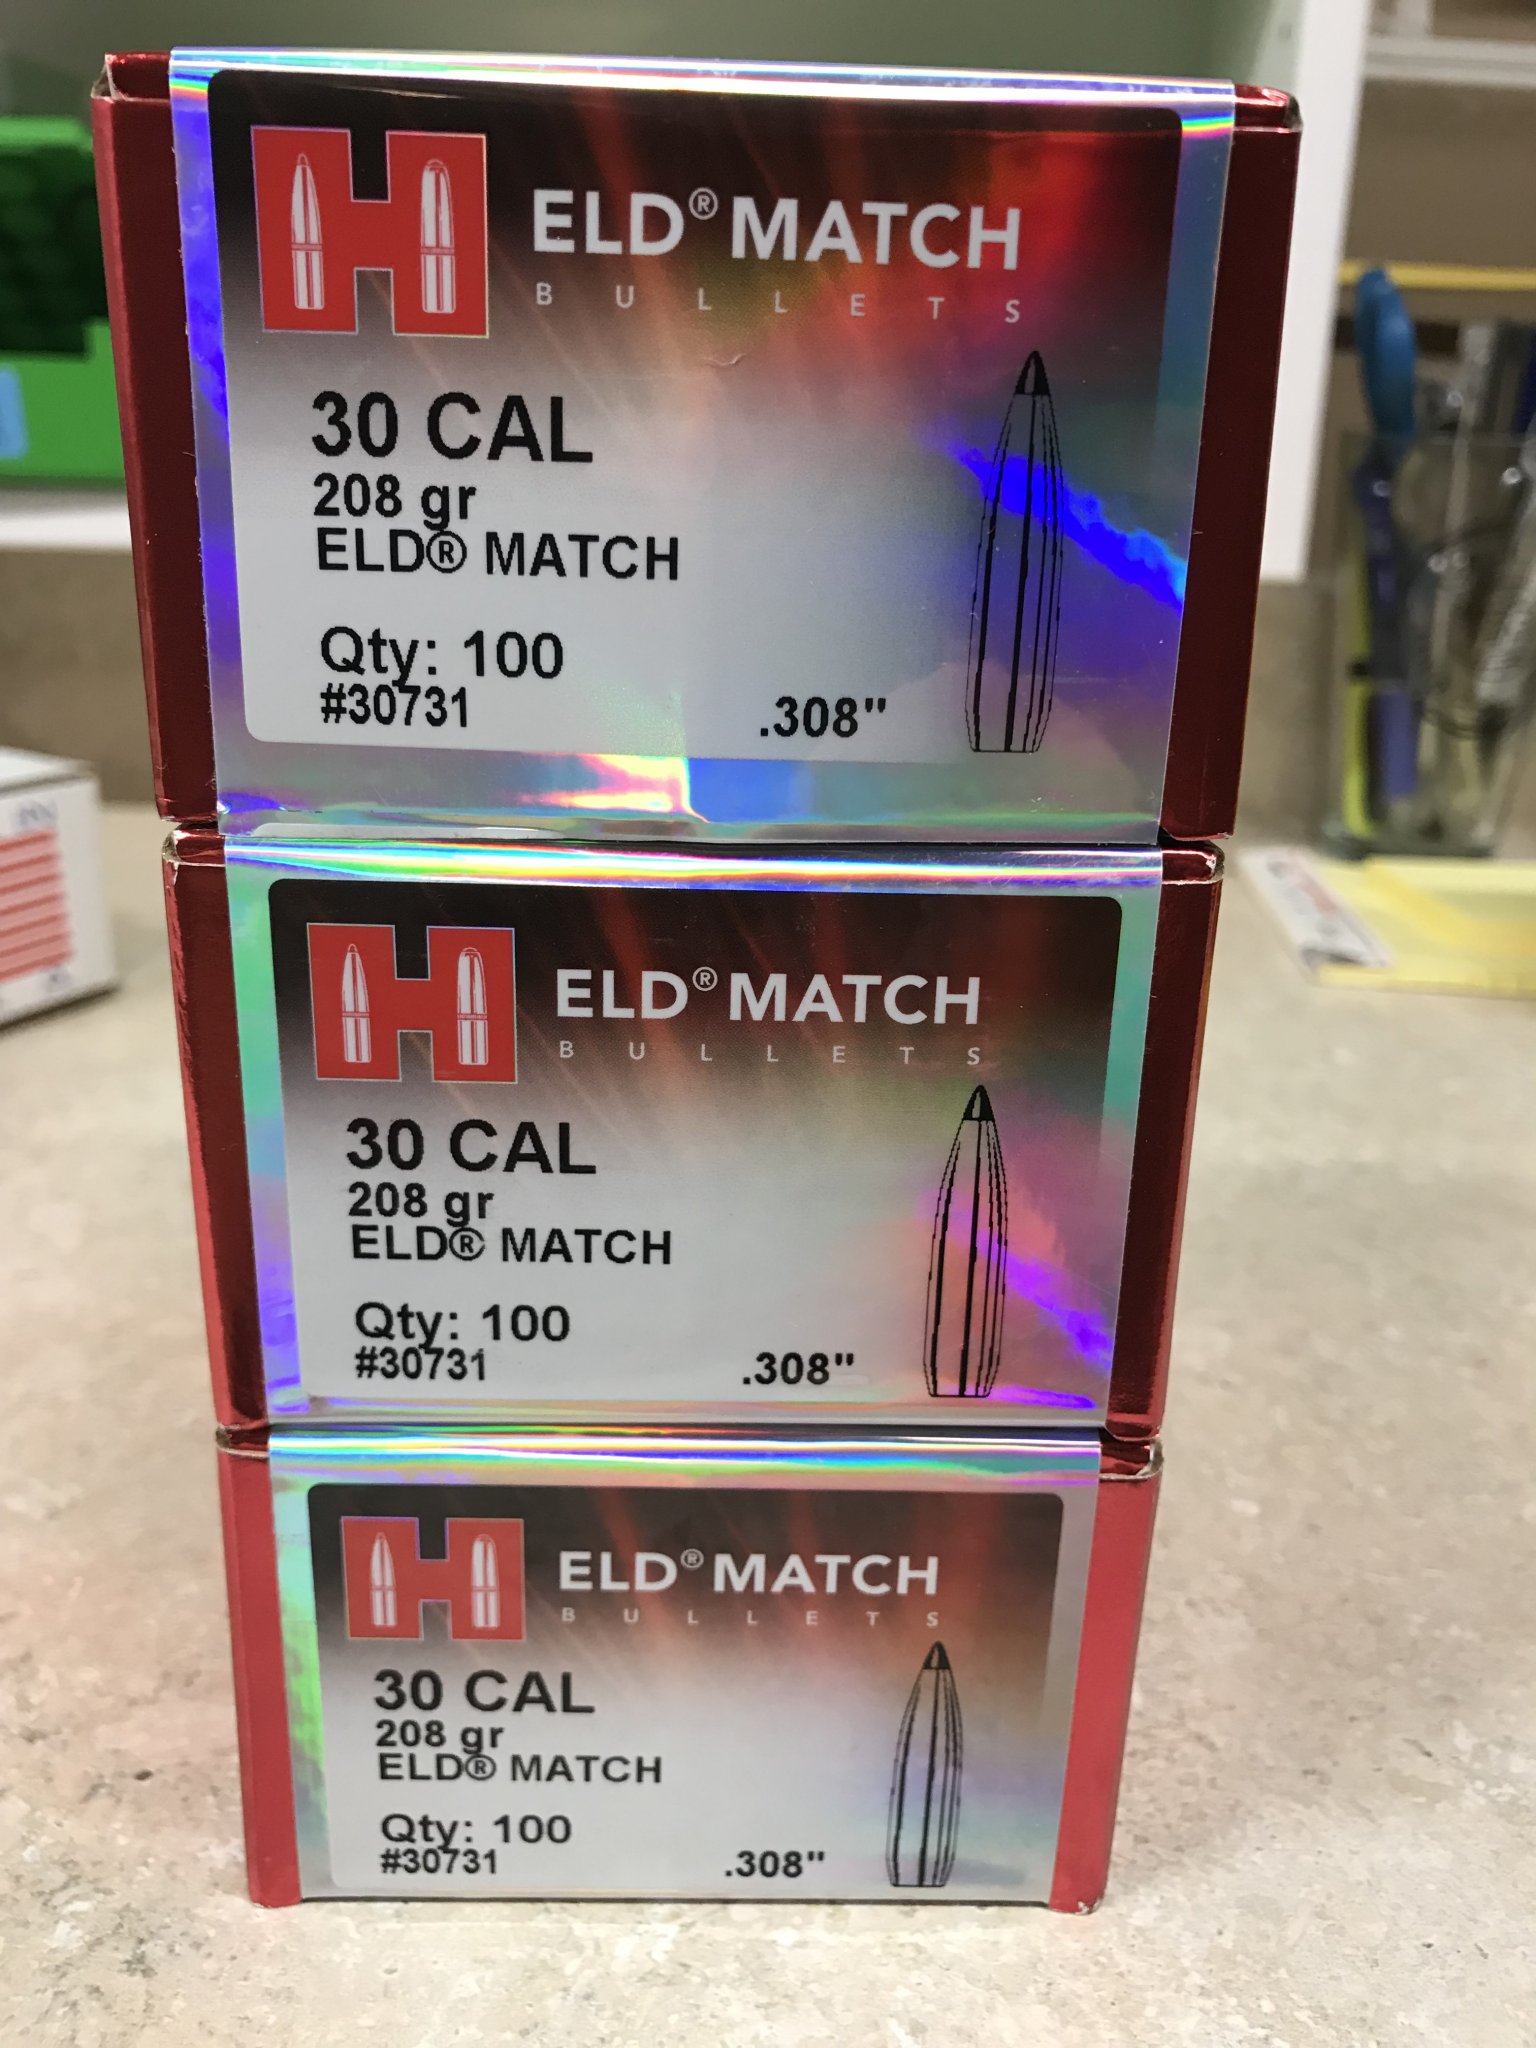 ELD® MATCH
BULLETS
30 CAL
208 gr
ELD® MATCH
Qty: 100
#30731
.308"
ELD® MATCH
BULLETS
30 CAL
208 gr
ELD® MATCH
Qty: 100
#30731
.308"
ELD® MATCH
BULLETS
30 CAL
208 gr
ELD® MATCH
Qty: 100
#30731
.308"